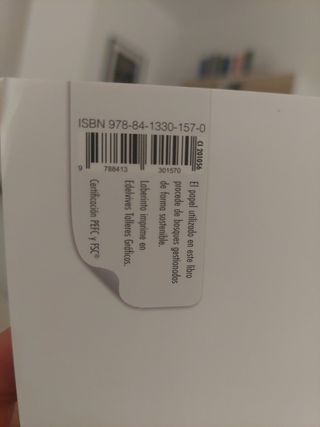 ISBN 978-84-1330-157-0
CI 201056
9 788413 301570
El papel utilizado en este libro
procede de bosques gestionados
de forma sostenible.
Laberinto imprime en
Edelvives Talleres Gráficos.
Certificación PEFC y FSC®